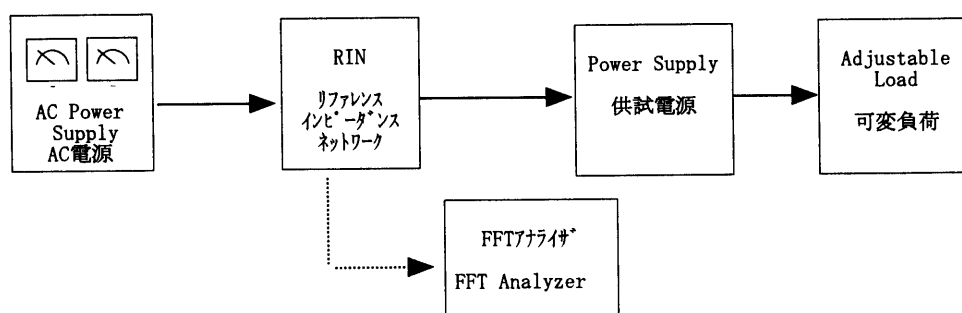 AC Power
Supply
AC電源
RIN
ﾘﾌｧﾚﾝｽ
ｲﾝﾋﾟｰﾀﾞﾝｽ
ﾈｯﾄﾜｰｸ
Power Supply
供試電源
Adjustable
Load
可変負荷
FFTｱﾅﾗｲｻﾞ
FFT Analyzer